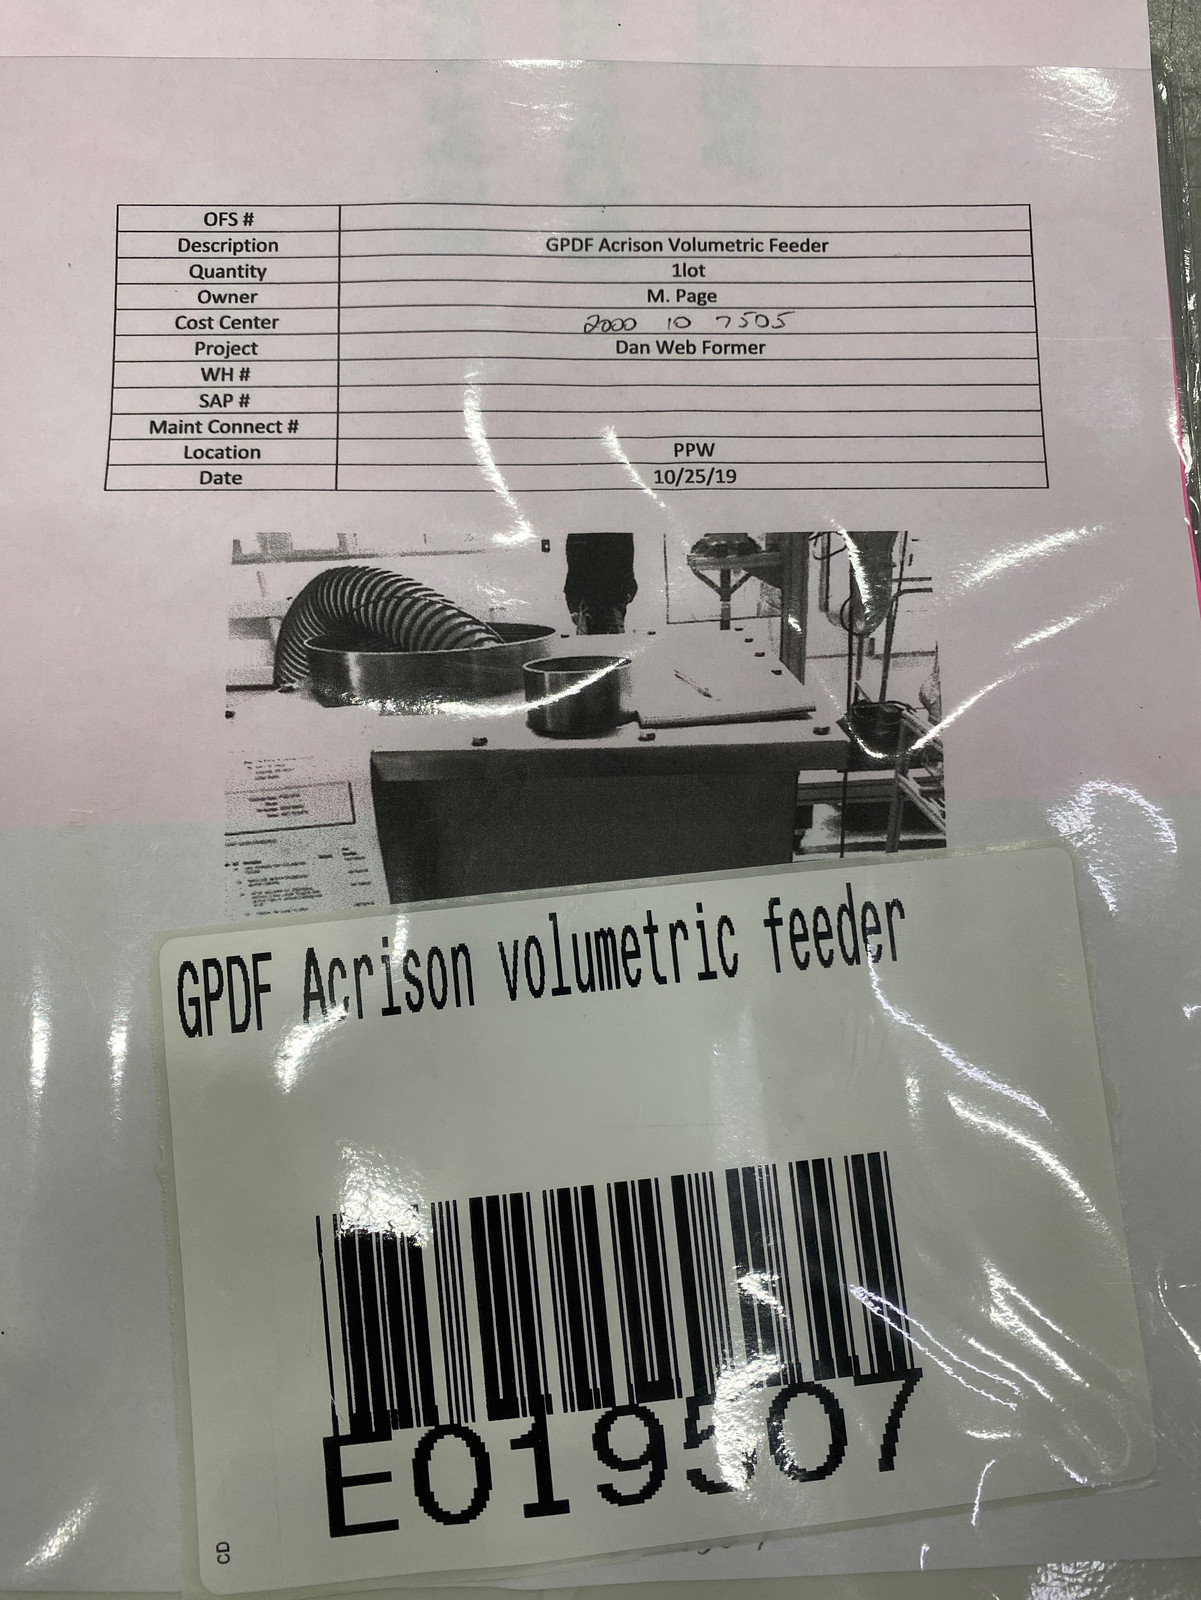 OFS #
Description GPDF Acrison Volumetric Feeder
Quantity 1lot
Owner M. Page
Cost Center 2000 10 7505
Project Dan Web Former
WH #
SAP #
Maint Connect #
Location PPW
Date 10/25/19
GPDF Acrison volumetric feeder
E019507
CD